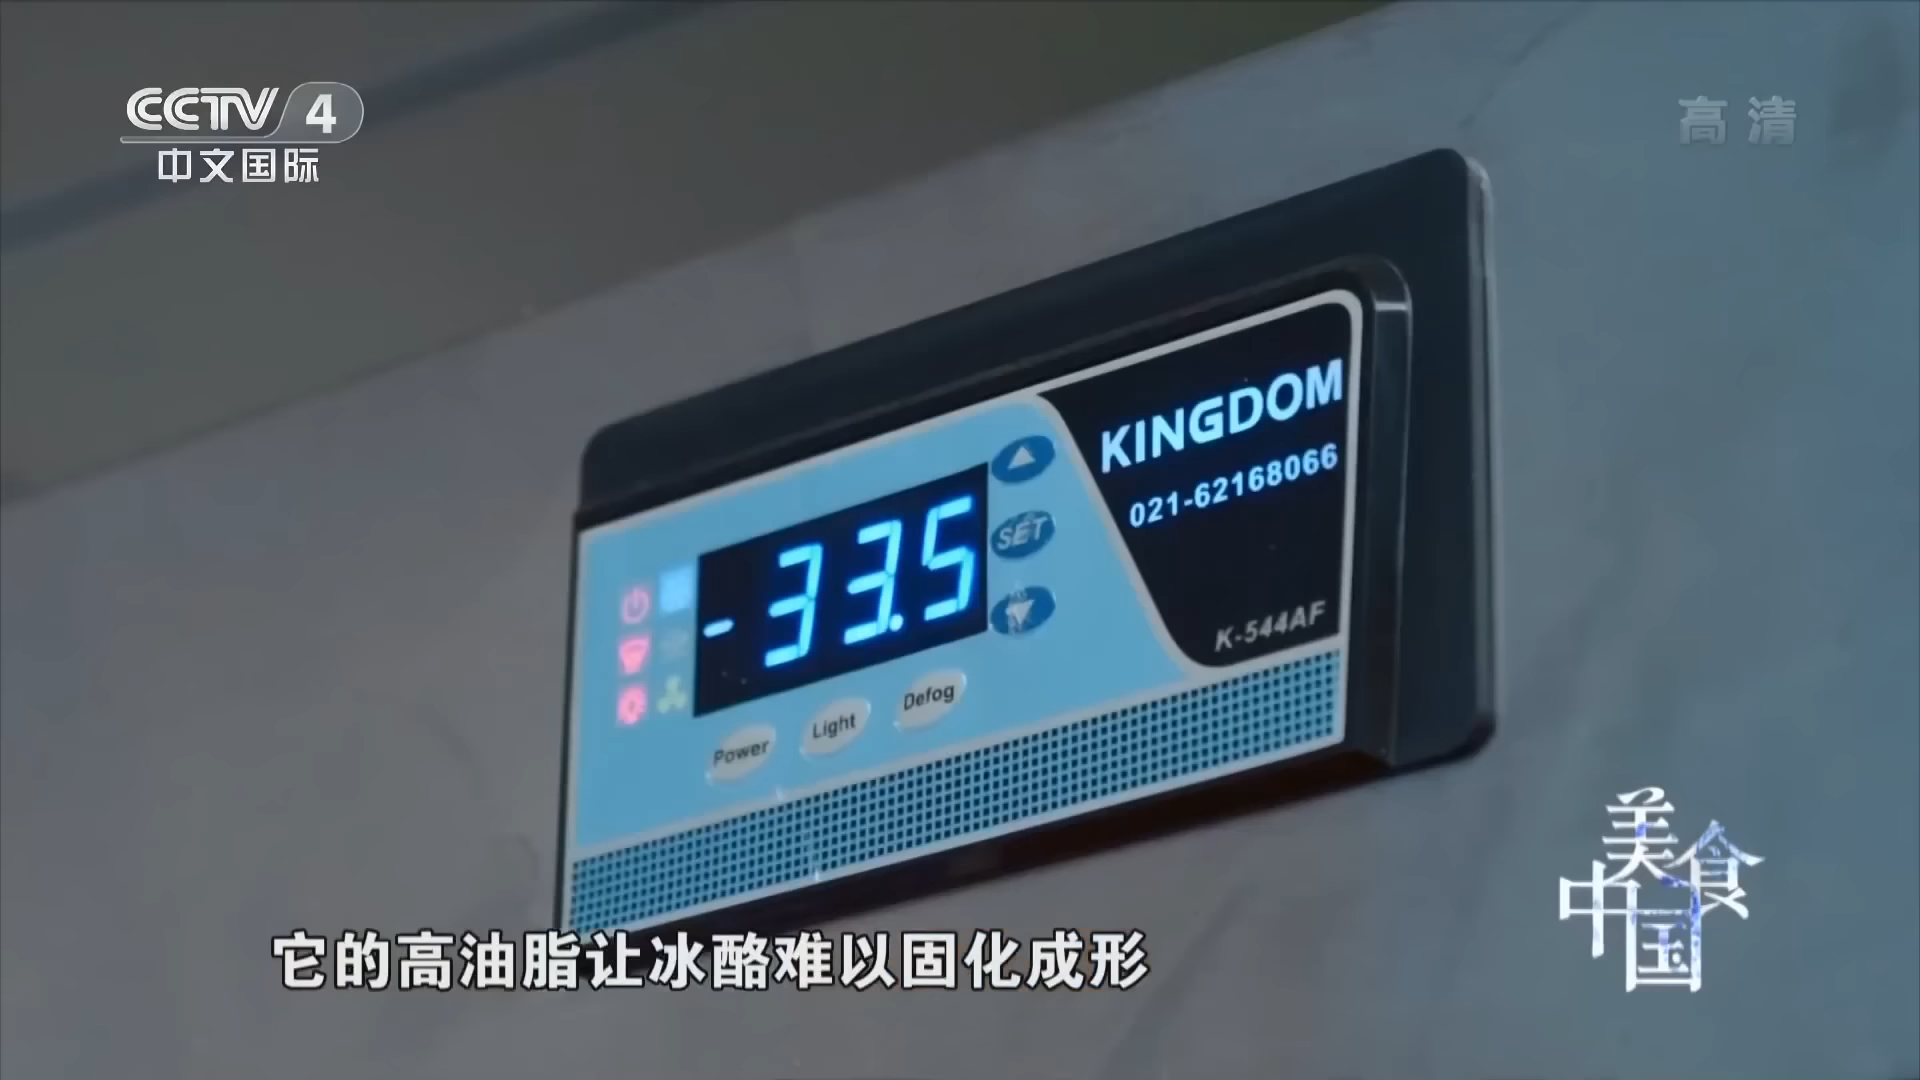 CCTV 4
中文国际
高清
KINGDOM
021-62168066
-33.5
SET
K-544AF
Power
Light
Defog
美食
中国
它的高油脂让冰酪难以固化成形